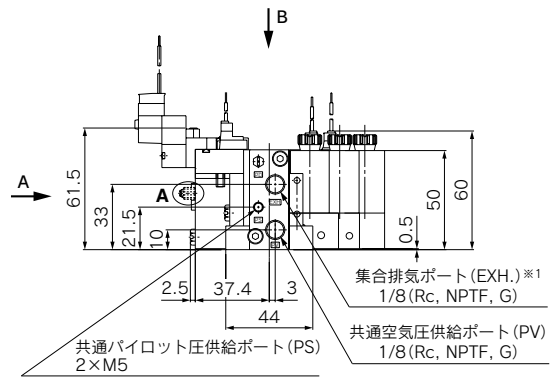 B
A
A
61.5
33
21.5
10
60
50
0.5
2.5
37.4
3
44
集合排気ポート(EXH.)※1
1/8(Rc, NPTF, G)
共通空気圧供給ポート(PV)
1/8(Rc, NPTF, G)
共通パイロット圧供給ポート(PS)
2×M5